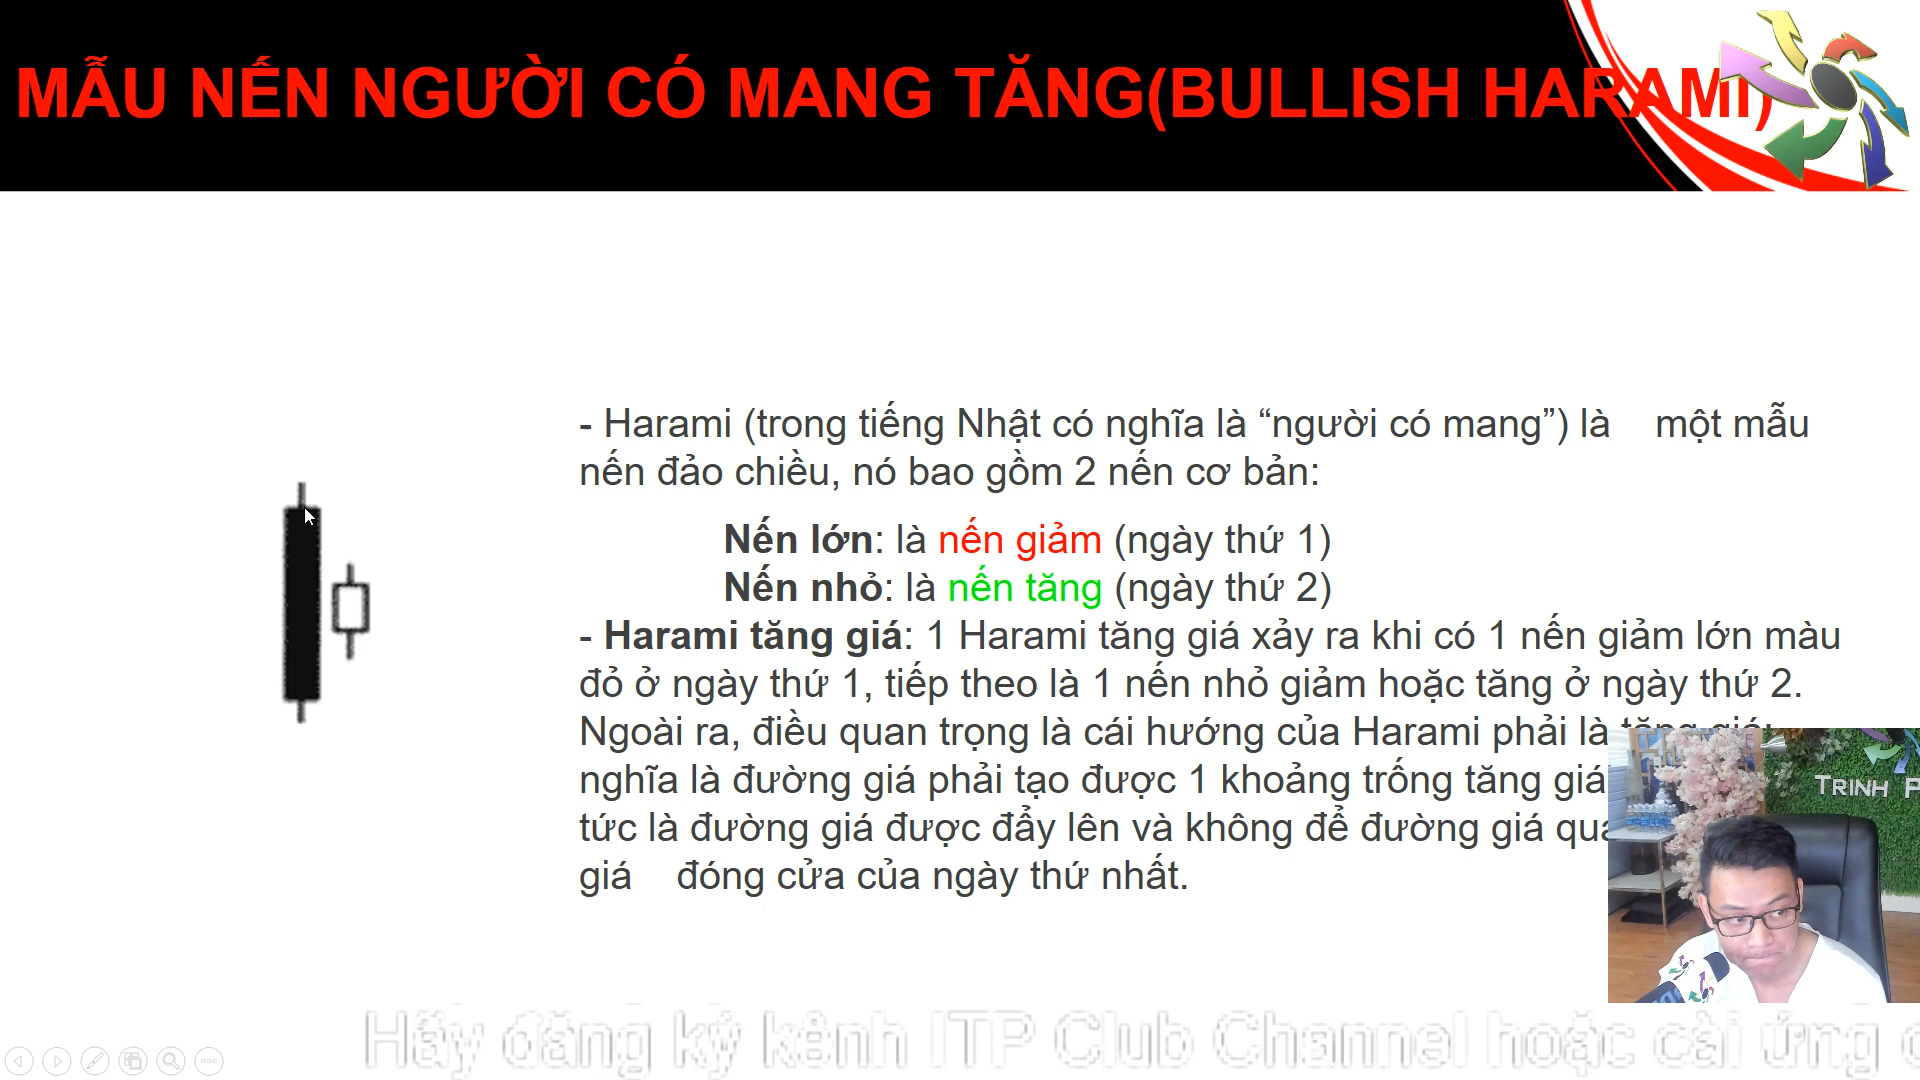 MẪU NẾN NGƯỜI CÓ MANG TĂNG(BULLISH HARAMI)
- Harami (trong tiếng Nhật có nghĩa là “người có mang”) là một mẫu
nến đảo chiều, nó bao gồm 2 nến cơ bản:
Nến lớn: là nến giảm (ngày thứ 1)
Nến nhỏ: là nến tăng (ngày thứ 2)
- Harami tăng giá: 1 Harami tăng giá xảy ra khi có 1 nến giảm lớn màu
đỏ ở ngày thứ 1, tiếp theo là 1 nến nhỏ giảm hoặc tăng ở ngày thứ 2.
Ngoài ra, điều quan trọng là cái hướng của Harami phải là tăng giá;
nghĩa là đường giá phải tạo được 1 khoảng trống tăng giá
tức là đường giá được đẩy lên và không để đường giá
giá đóng cửa của ngày thứ nhất.
TRINH
Hãy đăng ký kênh ITP Club Channel hoặc cài ứng